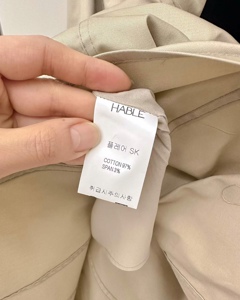 HABLE
플레어 SK
COTTON 97%
SPAN 3%